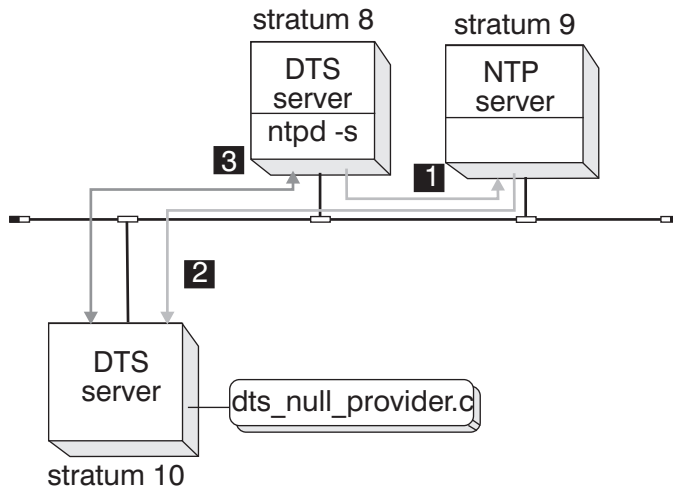 stratum 8
stratum 9
DTS
server
ntpd -s
NTP
server
3
1
2
DTS
server
dts_null_provider.c
stratum 10